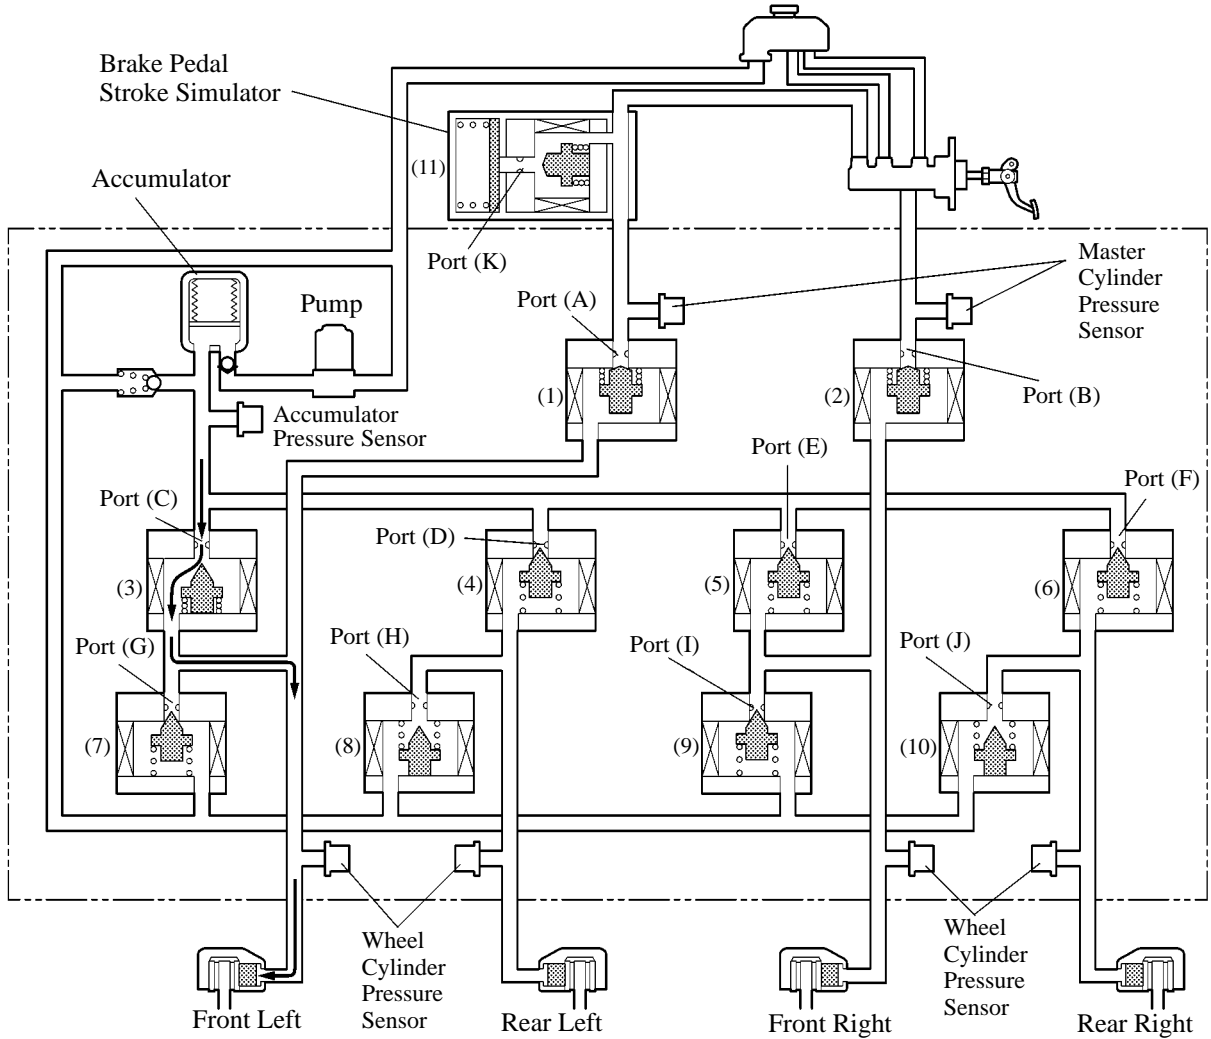 Brake Pedal
Stroke Simulator
(11)
Accumulator
Port (K)
Master
Cylinder
Pressure
Sensor
Port (A)
Pump
(1)
(2)
Port (B)
Accumulator
Pressure Sensor
Port (E)
Port (F)
Port (C)
Port (D)
(3)
(4)
(5)
(6)
Port (G)
Port (H)
Port (I)
Port (J)
(7)
(8)
(9)
(10)
Wheel
Cylinder
Pressure
Sensor
Wheel
Cylinder
Pressure
Sensor
Front Left
Rear Left
Front Right
Rear Right